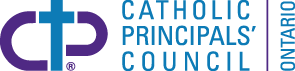 CATHOLIC
PRINCIPALS'
COUNCIL
ONTARIO
®